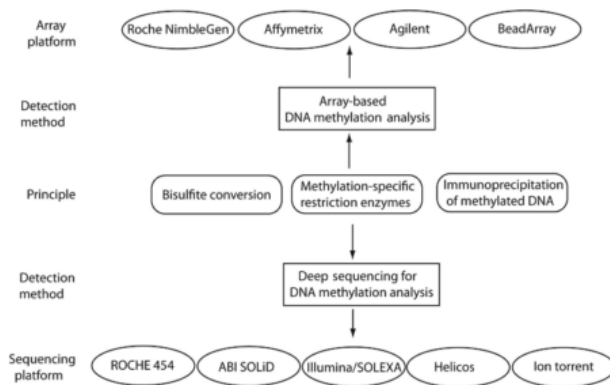 Array platform
Roche NimbleGen
Affymetrix
Agilent
BeadArray
Detection method
Array-based
DNA methylation analysis
Principle
Bisulfite conversion
Methylation-specific
restriction enzymes
Immunoprecipitation
of methylated DNA
Detection method
Deep sequencing for
DNA methylation analysis
Sequencing platform
ROCHE 454
ABI SOLiD
Illumina/SOLEXA
Helicos
Ion torrent